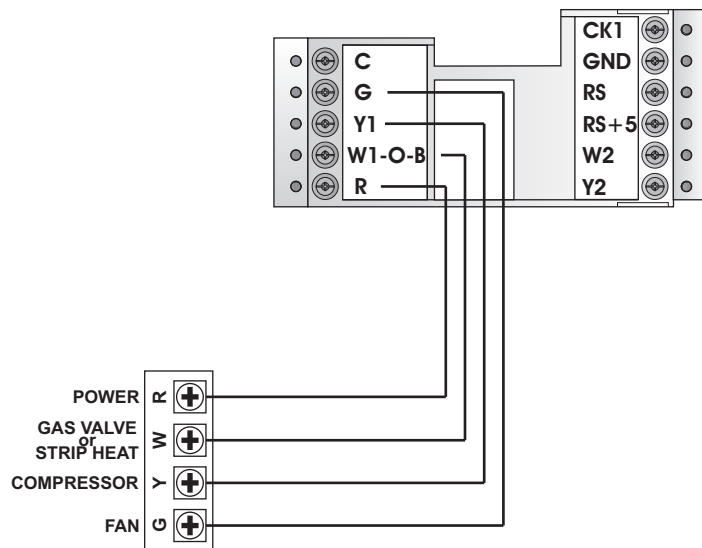 C
G
Y1
W1-O-B
R
CK1
GND
RS
RS+5
W2
Y2
POWER R
GAS VALVE
or
STRIP HEAT W
COMPRESSOR Y
FAN G